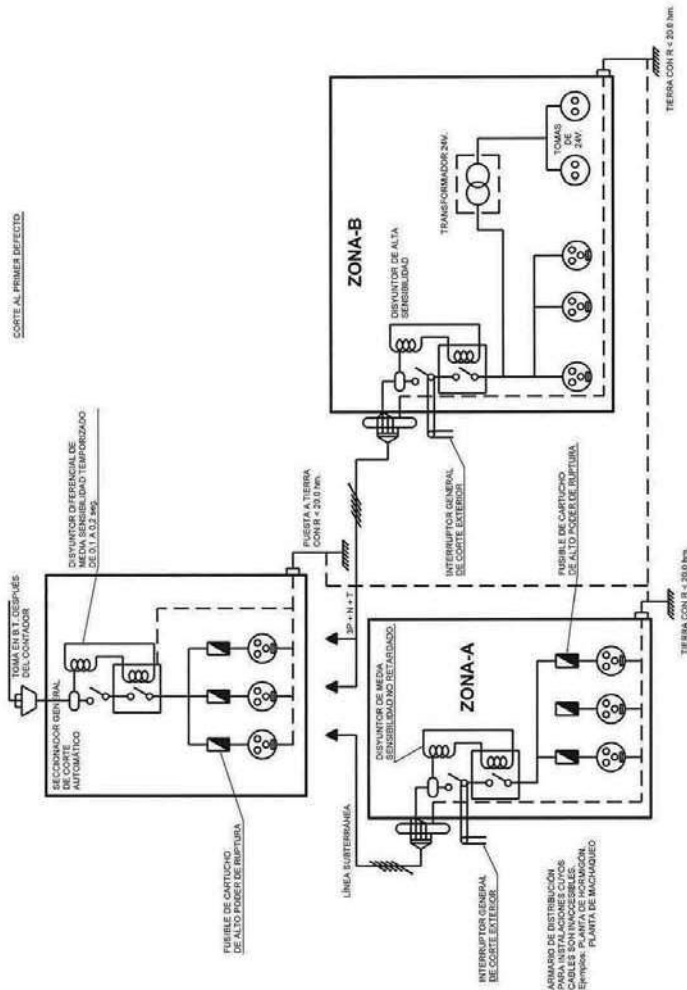 CORTE AL PRIMER DEFECTO
TOMA EN B.T. DESPUÉS
DEL CONTADOR
SECCIONADOR GENERAL
DE CORTE
AUTOMÁTICO
DISYUNTOR DIFERENCIAL DE
MEDIA SENSIBILIDAD TEMPORIZADO
DE 0,1 A 0,2 seg.
FUSIBLE DE CARTUCHO
DE ALTO PODER DE RUPTURA
PUESTA A TIERRA
CON R < 20.0 hm.
LÍNEA SUBTERRÁNEA
3P + N + T
INTERRUPTOR GENERAL
DE CORTE EXTERIOR
ZONA-B
DISYUNTOR DE ALTA
SENSIBILIDAD
TRANSFORMADOR 24V.
TOMAS
DE
24V.
TIERRA CON R < 20.0 hm.
ZONA-A
DISYUNTOR DE MEDIA
SENSIBILIDAD NO RETARDADO
FUSIBLE DE CARTUCHO
DE ALTO PODER DE RUPTURA
INTERRUPTOR GENERAL
DE CORTE EXTERIOR
TIERRA CON R < 20.0 hm.
ARMARIO DE DISTRIBUCIÓN
PARA INSTALACIONES CUYOS
CABLES SON INACCESIBLES.
Ejemplos: PLANTA DE HORMIGÓN.
PLANTA DE MACHAQUEO